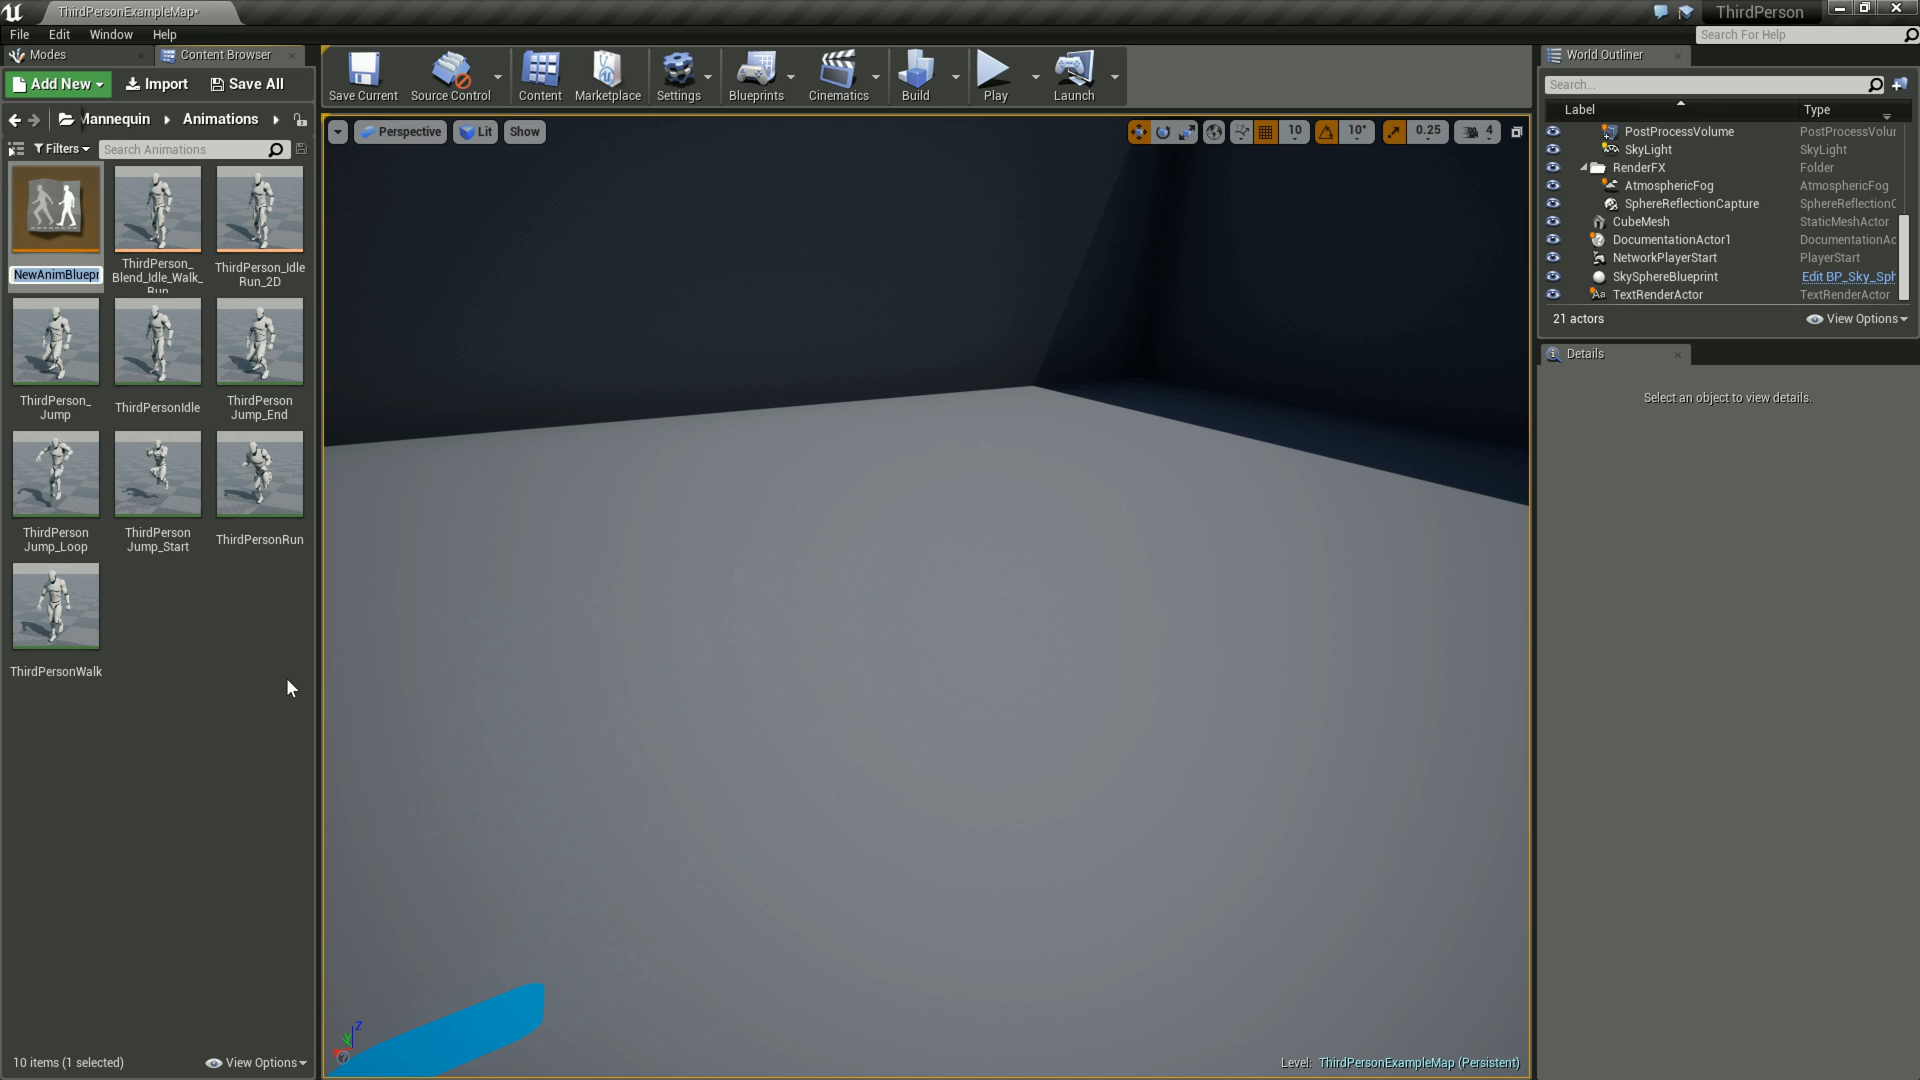 ThirdPersonExampleMap*
ThirdPerson
File Edit Window Help
Search For Help
Modes
Content Browser
World Outliner
Add New
Import
Save All
Save Current
Source Control
Content
Marketplace
Settings
Blueprints
Cinematics
Build
Play
Launch
Search...
Label
Type
Mannequin
Animations
Filters
Search Animations
Perspective
Lit
Show
10
10°
0.25
4
PostProcessVolume PostProcessVolur
SkyLight SkyLight
RenderFX Folder
AtmosphericFog AtmosphericFog
SphereReflectionCapture SphereReflectionC
CubeMesh StaticMeshActor
DocumentationActor1 DocumentationAc
NetworkPlayerStart PlayerStart
SkySphereBlueprint Edit BP_Sky_Sph
TextRenderActor TextRenderActor
21 actors
View Options
Details
Select an object to view details.
NewAnimBluepr
ThirdPerson_
Blend_Idle_Walk_
Run
ThirdPerson_Idle
Run_2D
ThirdPerson_
Jump
ThirdPersonIdle
ThirdPerson
Jump_End
ThirdPerson
Jump_Loop
ThirdPerson
Jump_Start
ThirdPersonRun
ThirdPersonWalk
Z
10 items (1 selected)
View Options
Level: ThirdPersonExampleMap (Persistent)